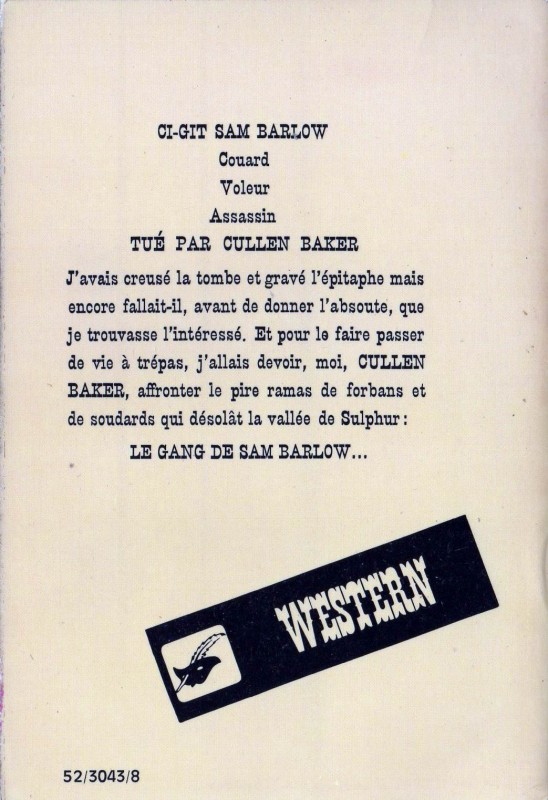 CI-GIT SAM BARLOW
Couard
Voleur
Assassin
TUÉ PAR CULLEN BAKER
J'avais creusé la tombe et gravé l'épitaphe mais
encore fallait-il, avant de donner l'absoute, que
je trouvasse l'intéressé. Et pour le faire passer
de vie à trépas, j'allais devoir, moi, CULLEN
BAKER, affronter le pire ramas de forbans et
de soudards qui désolât la vallée de Sulphur :
LE GANG DE SAM BARLOW...
WESTERN
52/3043/8